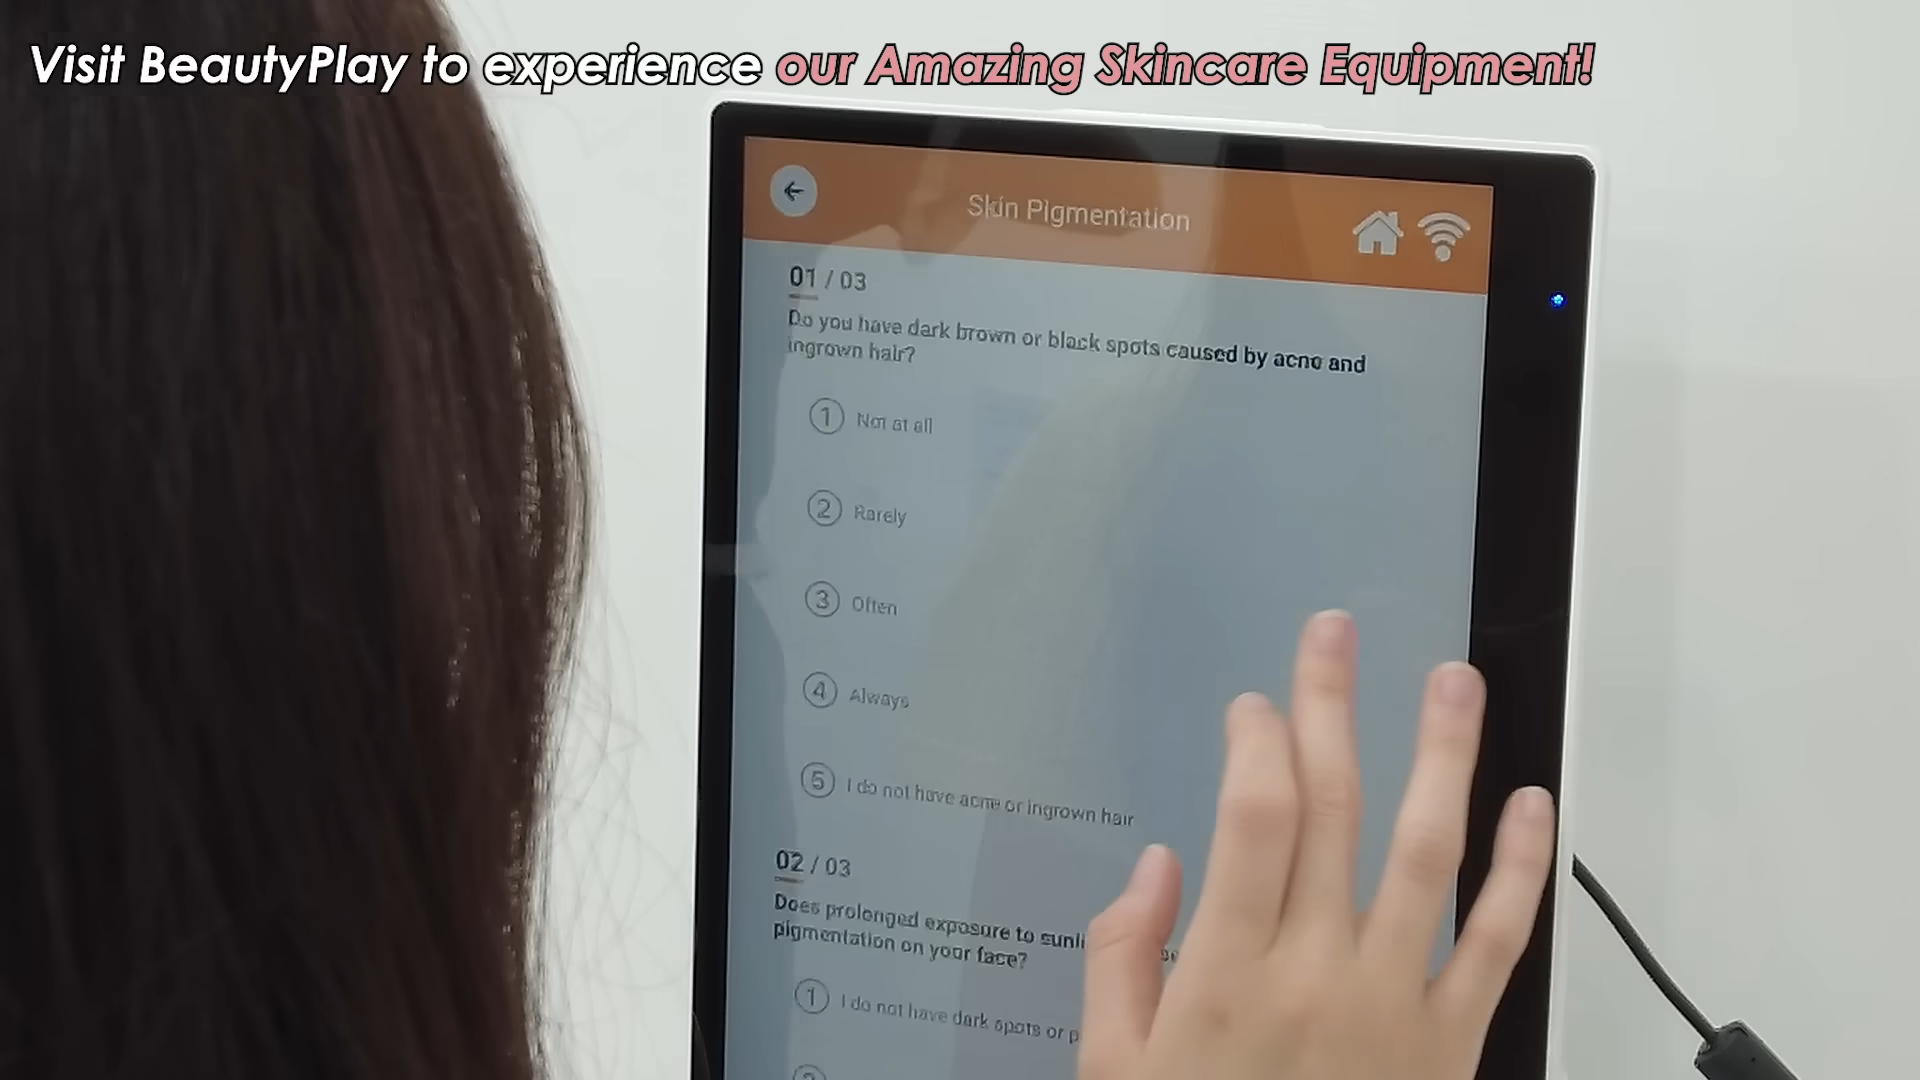 Visit BeautyPlay to experience our Amazing Skincare Equipment!
Skin Pigmentation
01 / 03
Do you have dark brown or black spots caused by acne and
ingrown hair?
1 Not at all
2 Rarely
3 Often
4 Always
5 I do not have acne or ingrown hair
02 / 03
Does prolonged exposure to
pigmentation on your face?
1 I do not have dark spots or